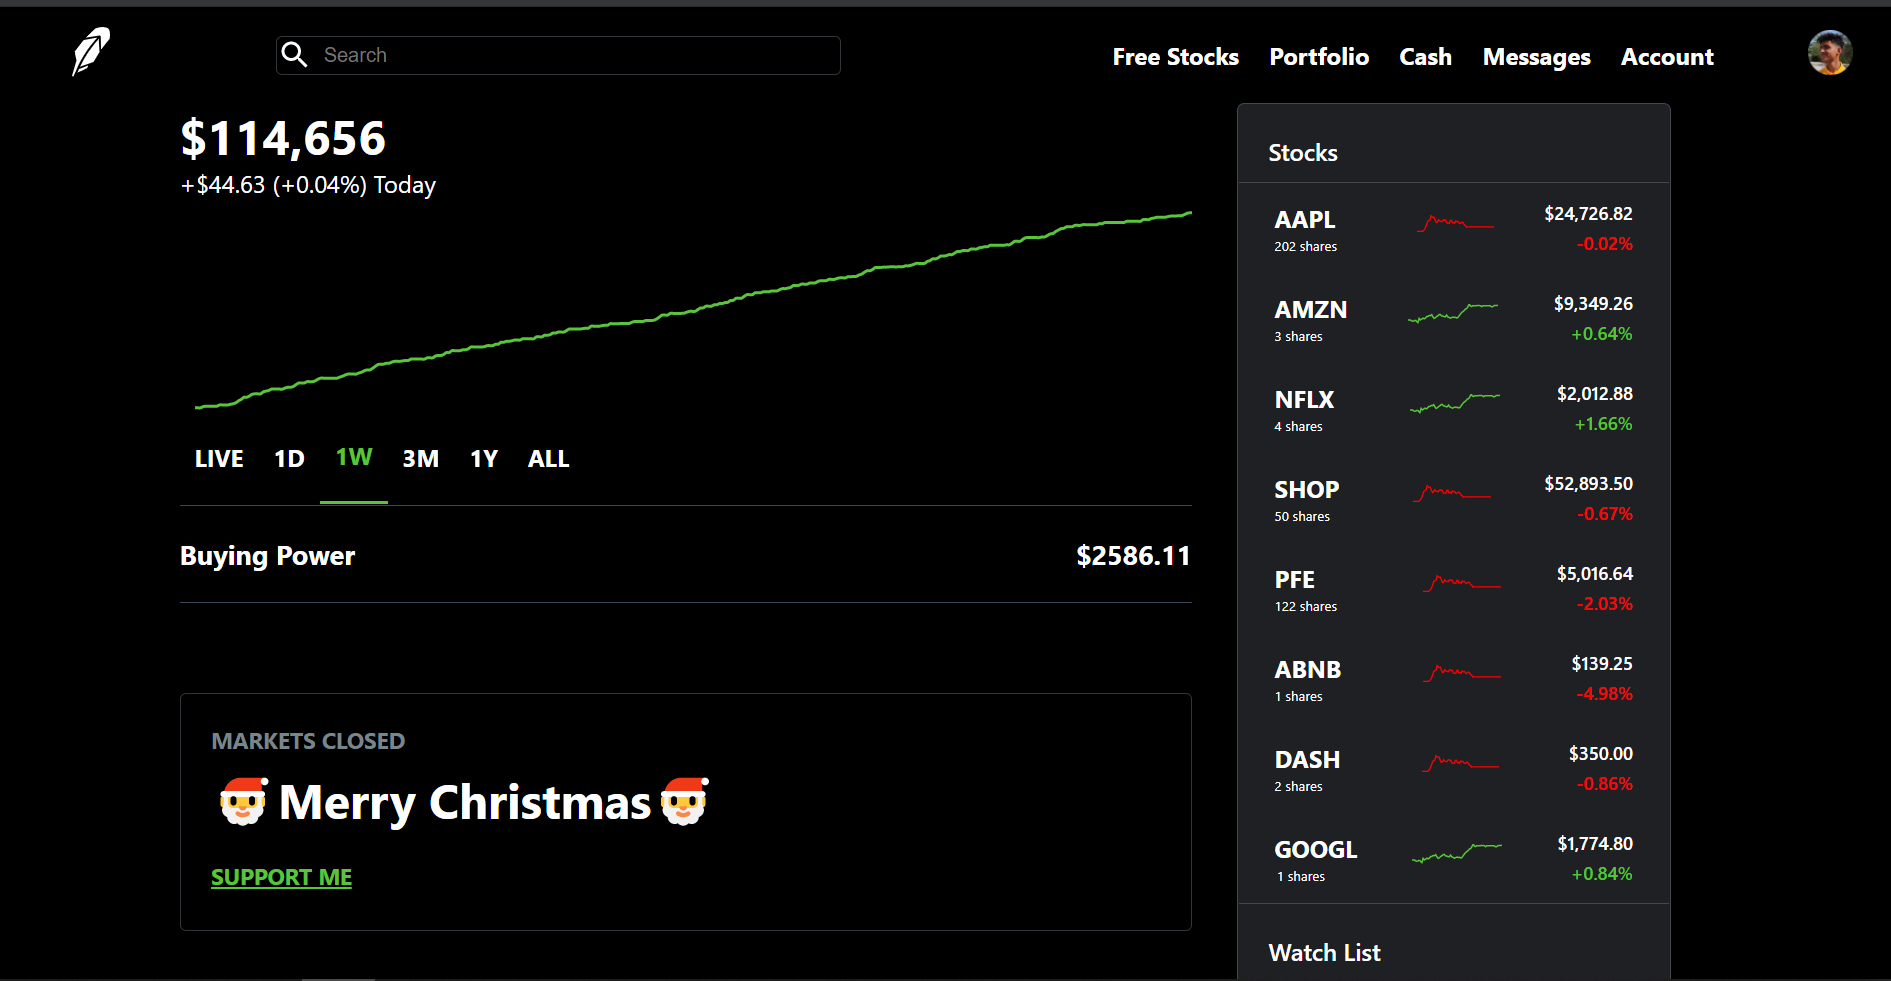 Search
Free Stocks Portfolio Cash Messages Account
$114,656
+$44.63 (+0.04%) Today
LIVE 1D 1W 3M 1Y ALL
Buying Power $2586.11
MARKETS CLOSED
🎅Merry Christmas🎅
SUPPORT ME
Stocks
AAPL $24,726.82
202 shares -0.02%
AMZN $9,349.26
3 shares +0.64%
NFLX $2,012.88
4 shares +1.66%
SHOP $52,893.50
50 shares -0.67%
PFE $5,016.64
122 shares -2.03%
ABNB $139.25
1 shares -4.98%
DASH $350.00
2 shares -0.86%
GOOGL $1,774.80
1 shares +0.84%
Watch List